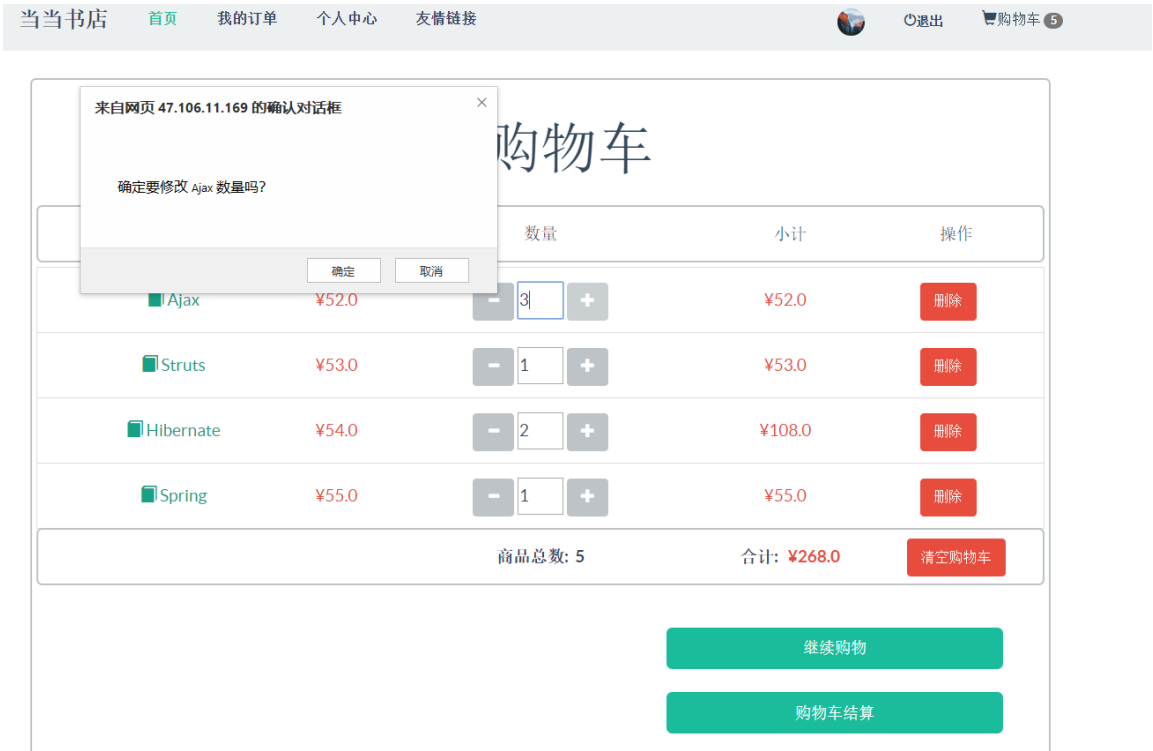 当当书店 首页 我的订单 个人中心 友情链接 退出 购物车 5
来自网页 47.106.11.169 的确认对话框
购物车
确定要修改 Ajax 数量吗?
数量 小计 操作
确定 取消
Ajax ¥52.0 3 ¥52.0 删除
Struts ¥53.0 1 ¥53.0 删除
Hibernate ¥54.0 2 ¥108.0 删除
Spring ¥55.0 1 ¥55.0 删除
商品总数: 5 合计: ¥268.0 清空购物车
继续购物
购物车结算